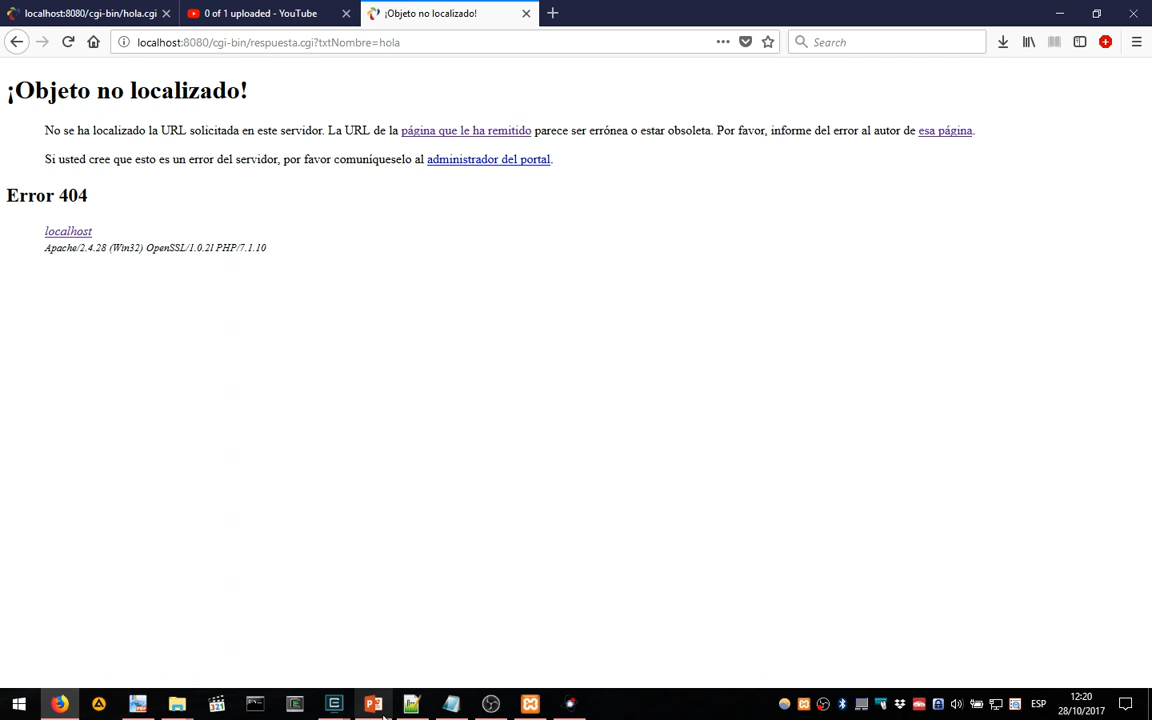 localhost:8080/cgi-bin/hola.cgi
0 of 1 uploaded - YouTube
¡Objeto no localizado!
localhost:8080/cgi-bin/respuesta.cgi?txtNombre=hola
Search
¡Objeto no localizado!
No se ha localizado la URL solicitada en este servidor. La URL de la página que le ha remitido parece ser errónea o estar obsoleta. Por favor, informe del error al autor de esa página.
Si usted cree que esto es un error del servidor, por favor comuníqueselo al administrador del portal.
Error 404
localhost
Apache/2.4.28 (Win32) OpenSSL/1.0.2l PHP/7.1.10
ESP
12:20
28/10/2017